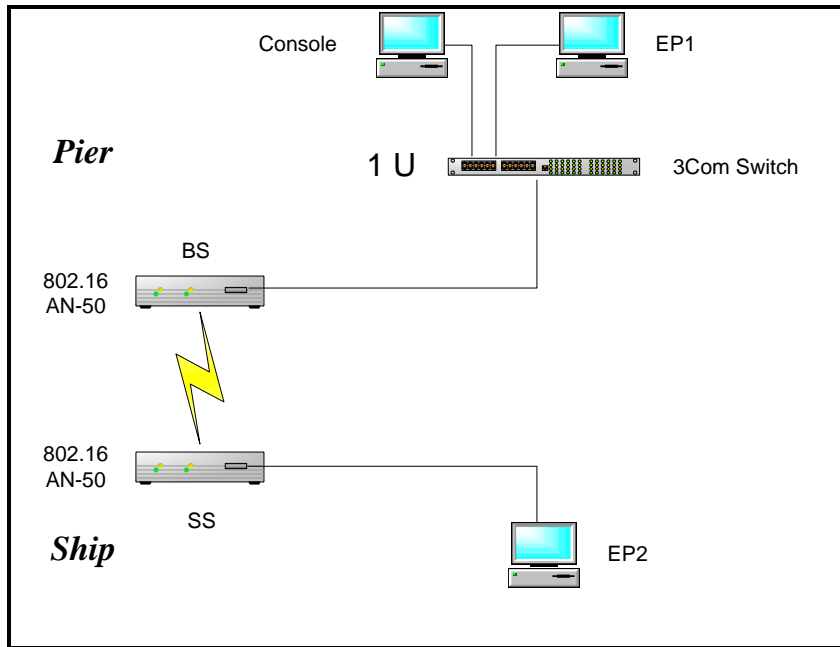 Console
EP1
Pier
1 U
3Com Switch
BS
802.16
AN-50
802.16
AN-50
SS
Ship
EP2